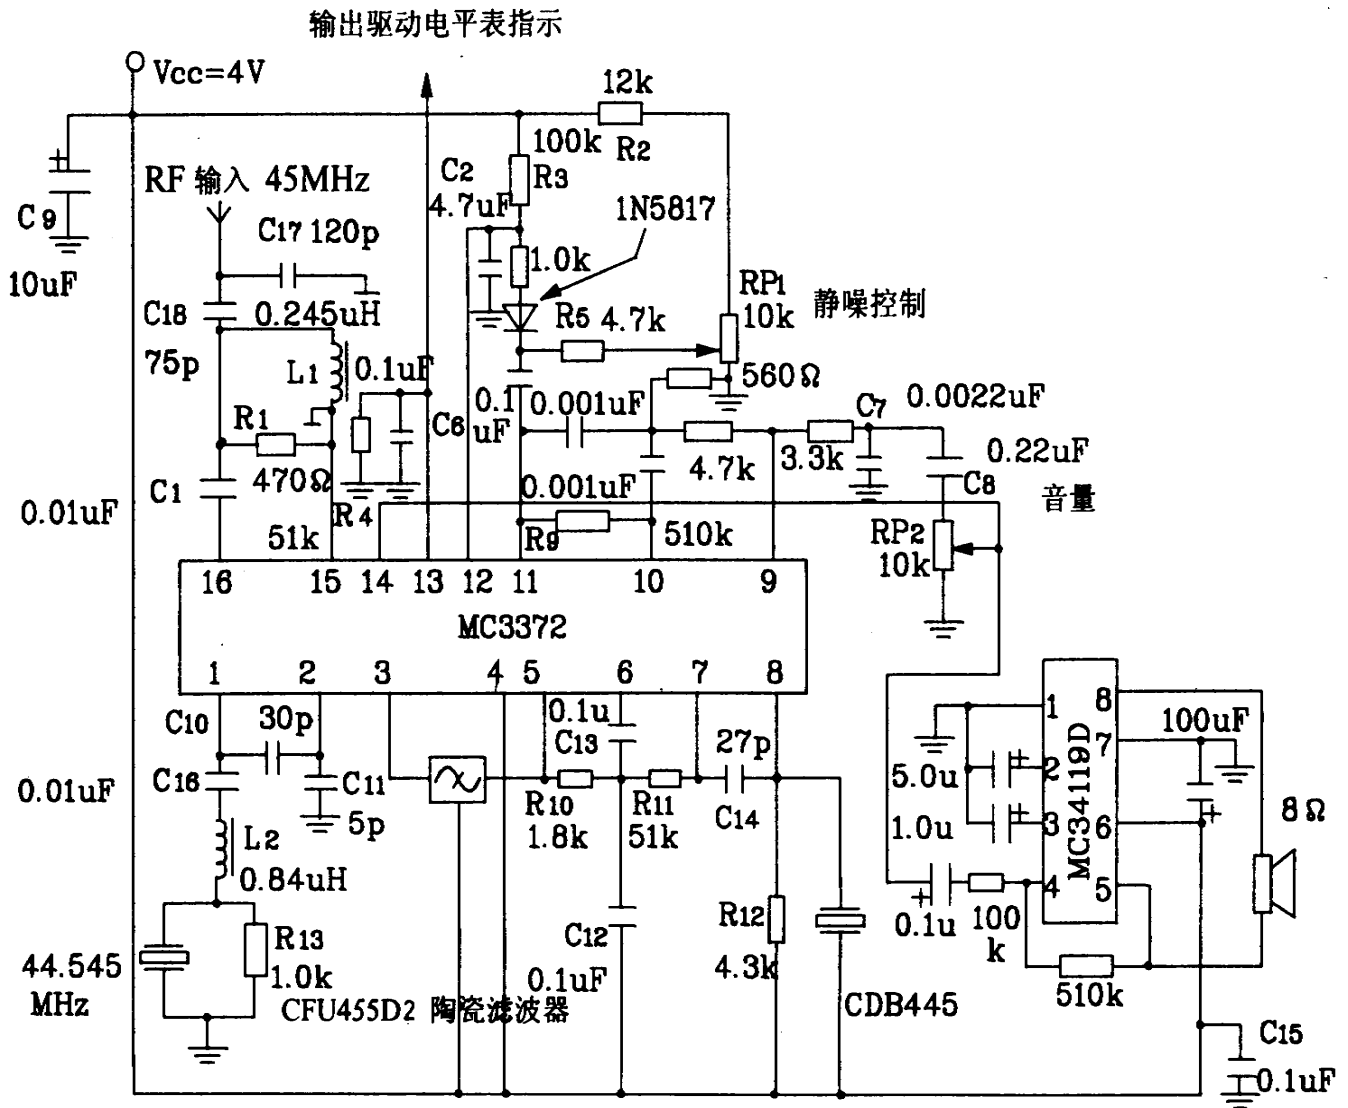 输出驱动电平表指示
Vcc=4V
12k
100k
R2
C2
R3
4.7uF
RF 输入 45MHz
1N5817
C9
C17 120p
1.0k
10uF
RP1
静噪控制
C18
0.245uH
R5 4.7k
10k
75p
L1
0.1uF
560Ω
0.1
uF
0.001uF
C7
0.0022uF
R1
C6
4.7k
3.3k
0.22uF
C1
470Ω
0.001uF
C8
音量
0.01uF
R4
51k
R9
510k
RP2
10k
16
15
14
13
12
11
10
9
MC3372
1
2
3
4
5
6
7
8
C10
30p
0.1u
C13
27p
1
8
100uF
C16
C11
5.0u
2
7
0.01uF
5p
R10
R11
C14
MC34119D
1.8k
51k
1.0u
3
6
8Ω
L2
0.84uH
4
5
R13
C12
R12
0.1u
100
k
44.545
MHz
1.0k
0.1uF
4.3k
510k
CFU455D2 陶瓷滤波器
CDB445
C15
0.1uF